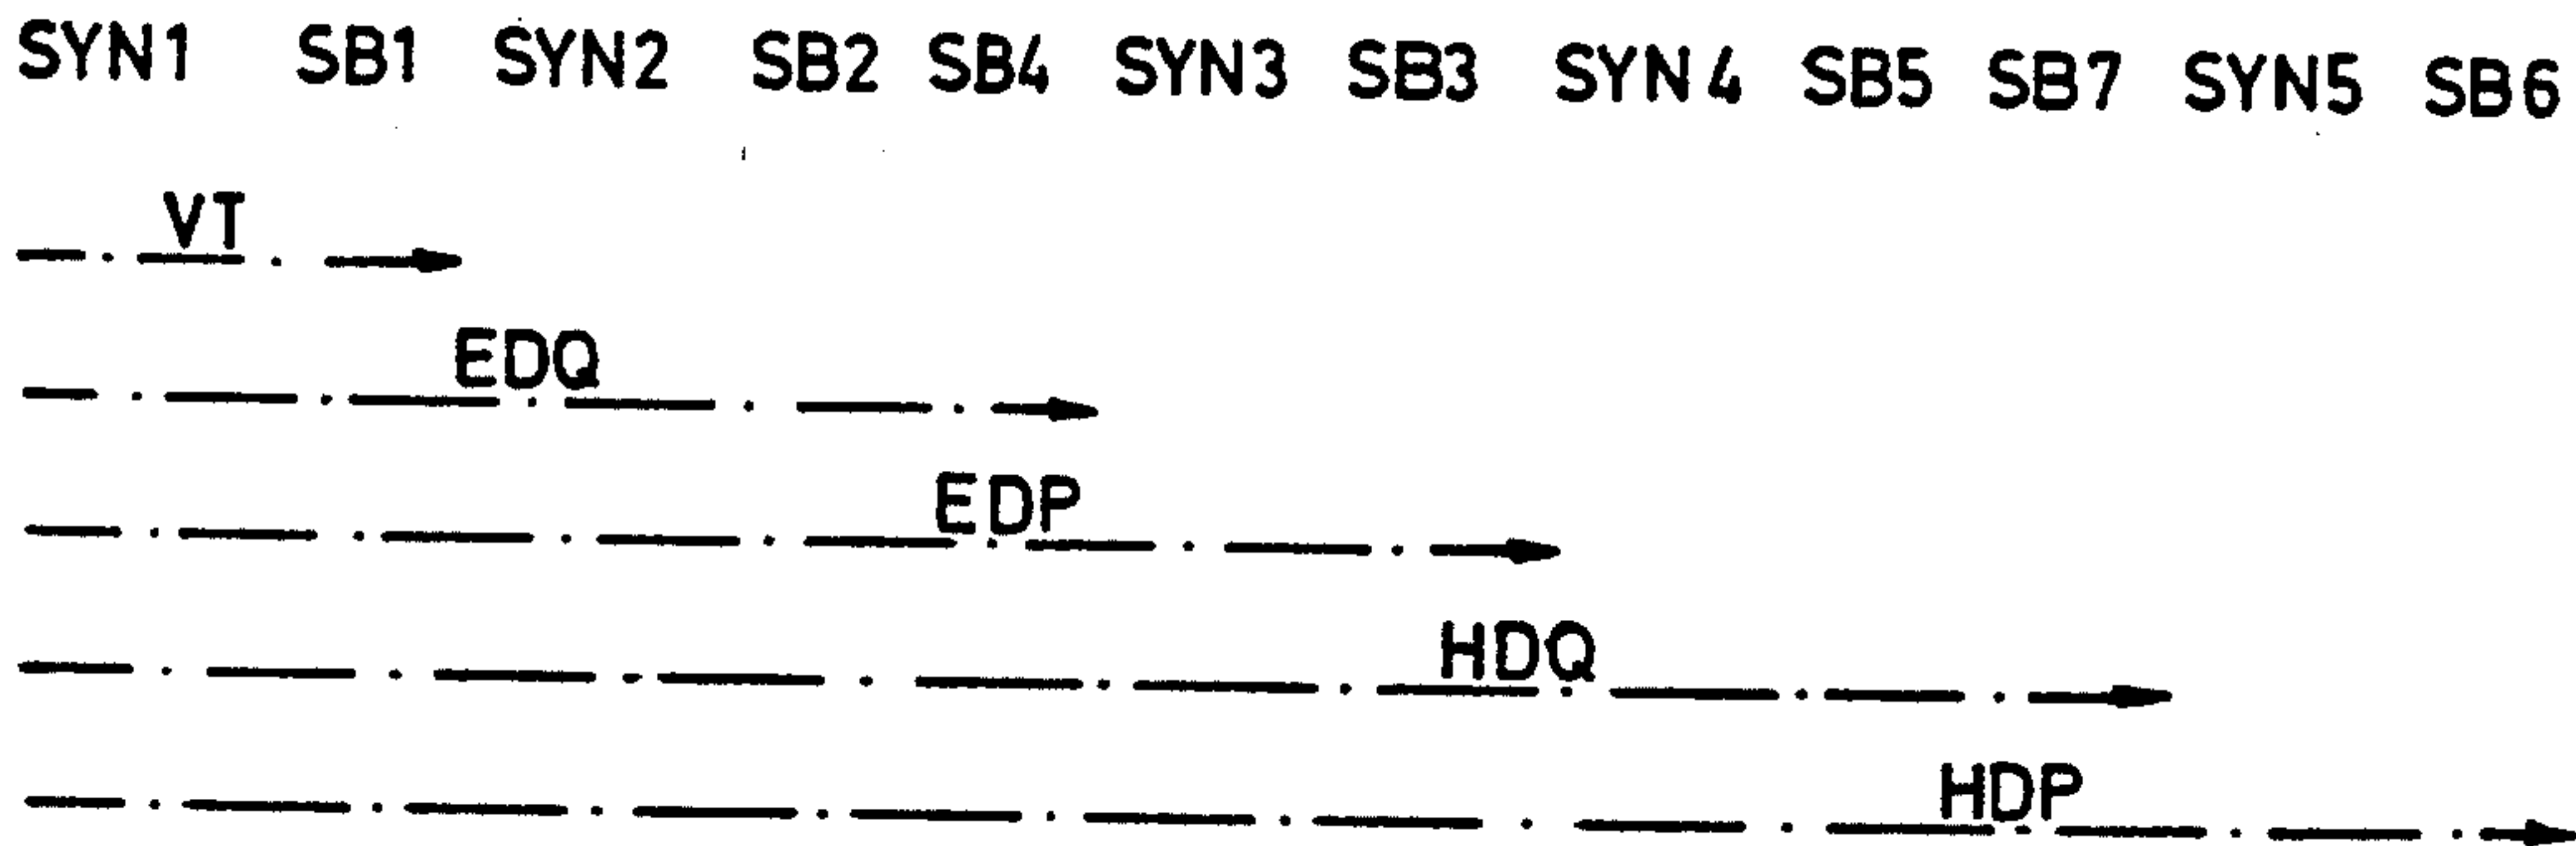 SYN1 SB1 SYN2 SB2 SB4 SYN3 SB3 SYN4 SB5 SB7 SYN5 SB6
VT
EDQ
EDP
HDQ
HDP